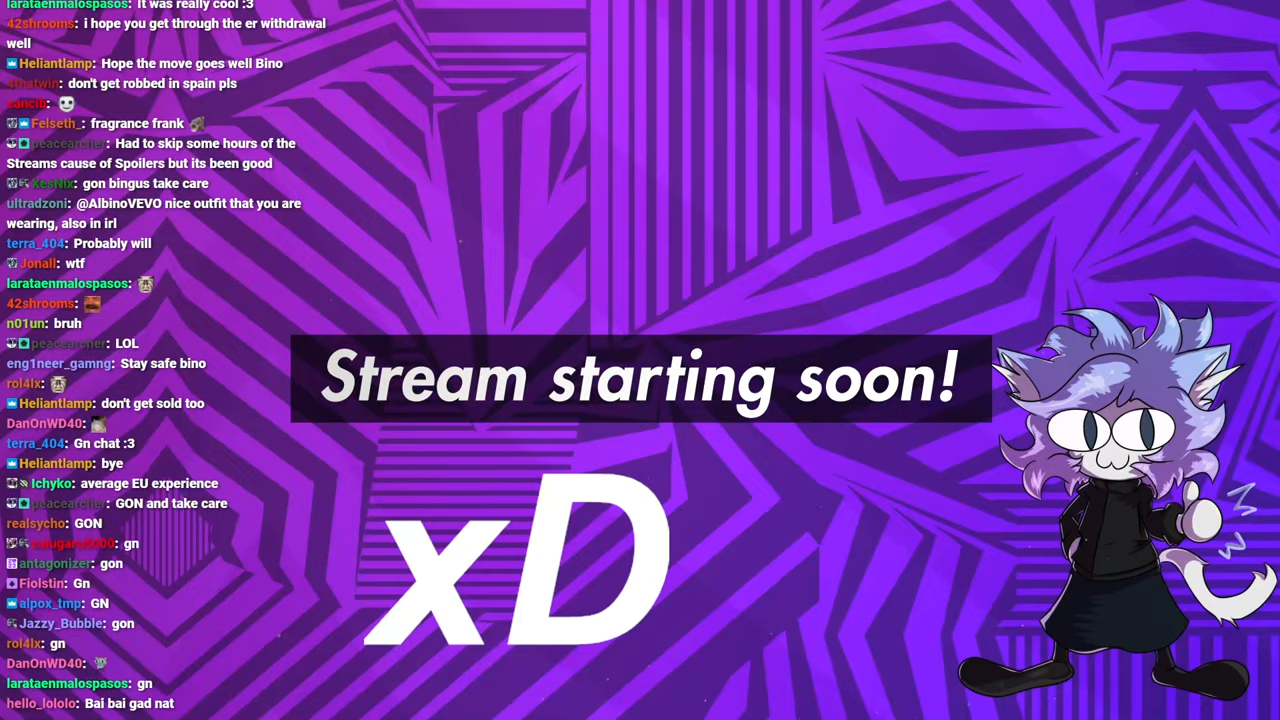 larataenmalospasos: It was really cool :3
42shrooms: i hope you get through the er withdrawal
well
Heliantlamp: Hope the move goes well Bino
4thatwin: don't get robbed in spain pls
cancib:
Felseth_: fragrance frank
peacearcher: Had to skip some hours of the
Streams cause of Spoilers but its been good
KesNix: gon bingus take care
ultradzoni: @AlbinoVEVO nice outfit that you are
wearing, also in irl
terra_404: Probably will
Jonall: wtf
larataenmalospasos:
42shrooms:
n01un: bruh
peacearcher: LOL
eng1neer_gamng: Stay safe bino
rol4lx:
Heliantlamp: don't get sold too
DanOnWD40:
terra_404: Gn chat :3
Heliantlamp: bye
Ichyko: average EU experience
peacearcher: GON and take care
realsycho: GON
: gn
antagonizer: gon
Fiolstin: Gn
alpox_tmp: GN
Jazzy_Bubble: gon
rol4lx: gn
DanOnWD40:
larataenmalospasos: gn
hello_lololo: Bai bai gad nat
Stream starting soon!
xD